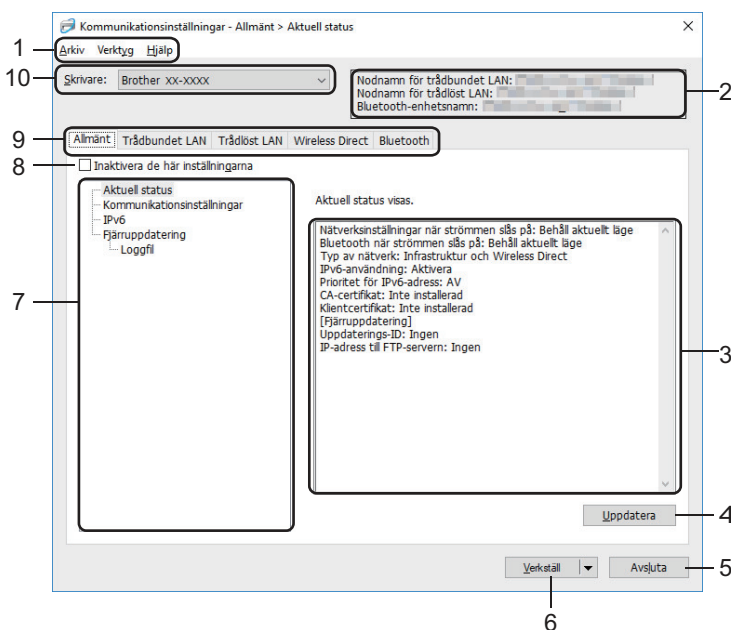 Kommunikationsinställningar - Allmänt > Aktuell status
1
Arkiv Verktyg Hjälp
10
Skrivare: Brother XX-XXXX
Nodnamn för trådbundet LAN:
Nodnamn för trådlöst LAN:
Bluetooth-enhetsnamn:
2
9
Allmänt Trådbundet LAN Trådlöst LAN Wireless Direct Bluetooth
8
Inaktivera de här inställningarna
Aktuell status
Kommunikationsinställningar
IPv6
Fjärruppdatering
Loggfil
7
Aktuell status visas.
Nätverksinställningar när strömmen slås på: Behåll aktuellt läge
Bluetooth när strömmen slås på: Behåll aktuellt läge
Typ av nätverk: Infrastruktur och Wireless Direct
IPv6-användning: Aktivera
Prioritet för IPv6-adress: AV
CA-certifikat: Inte installerad
Klientcertifikat: Inte installerad
[Fjärruppdatering]
Uppdaterings-ID: Ingen
IP-adress till FTP-servern: Ingen
3
Uppdatera
4
Verkställ
Avsluta
5
6